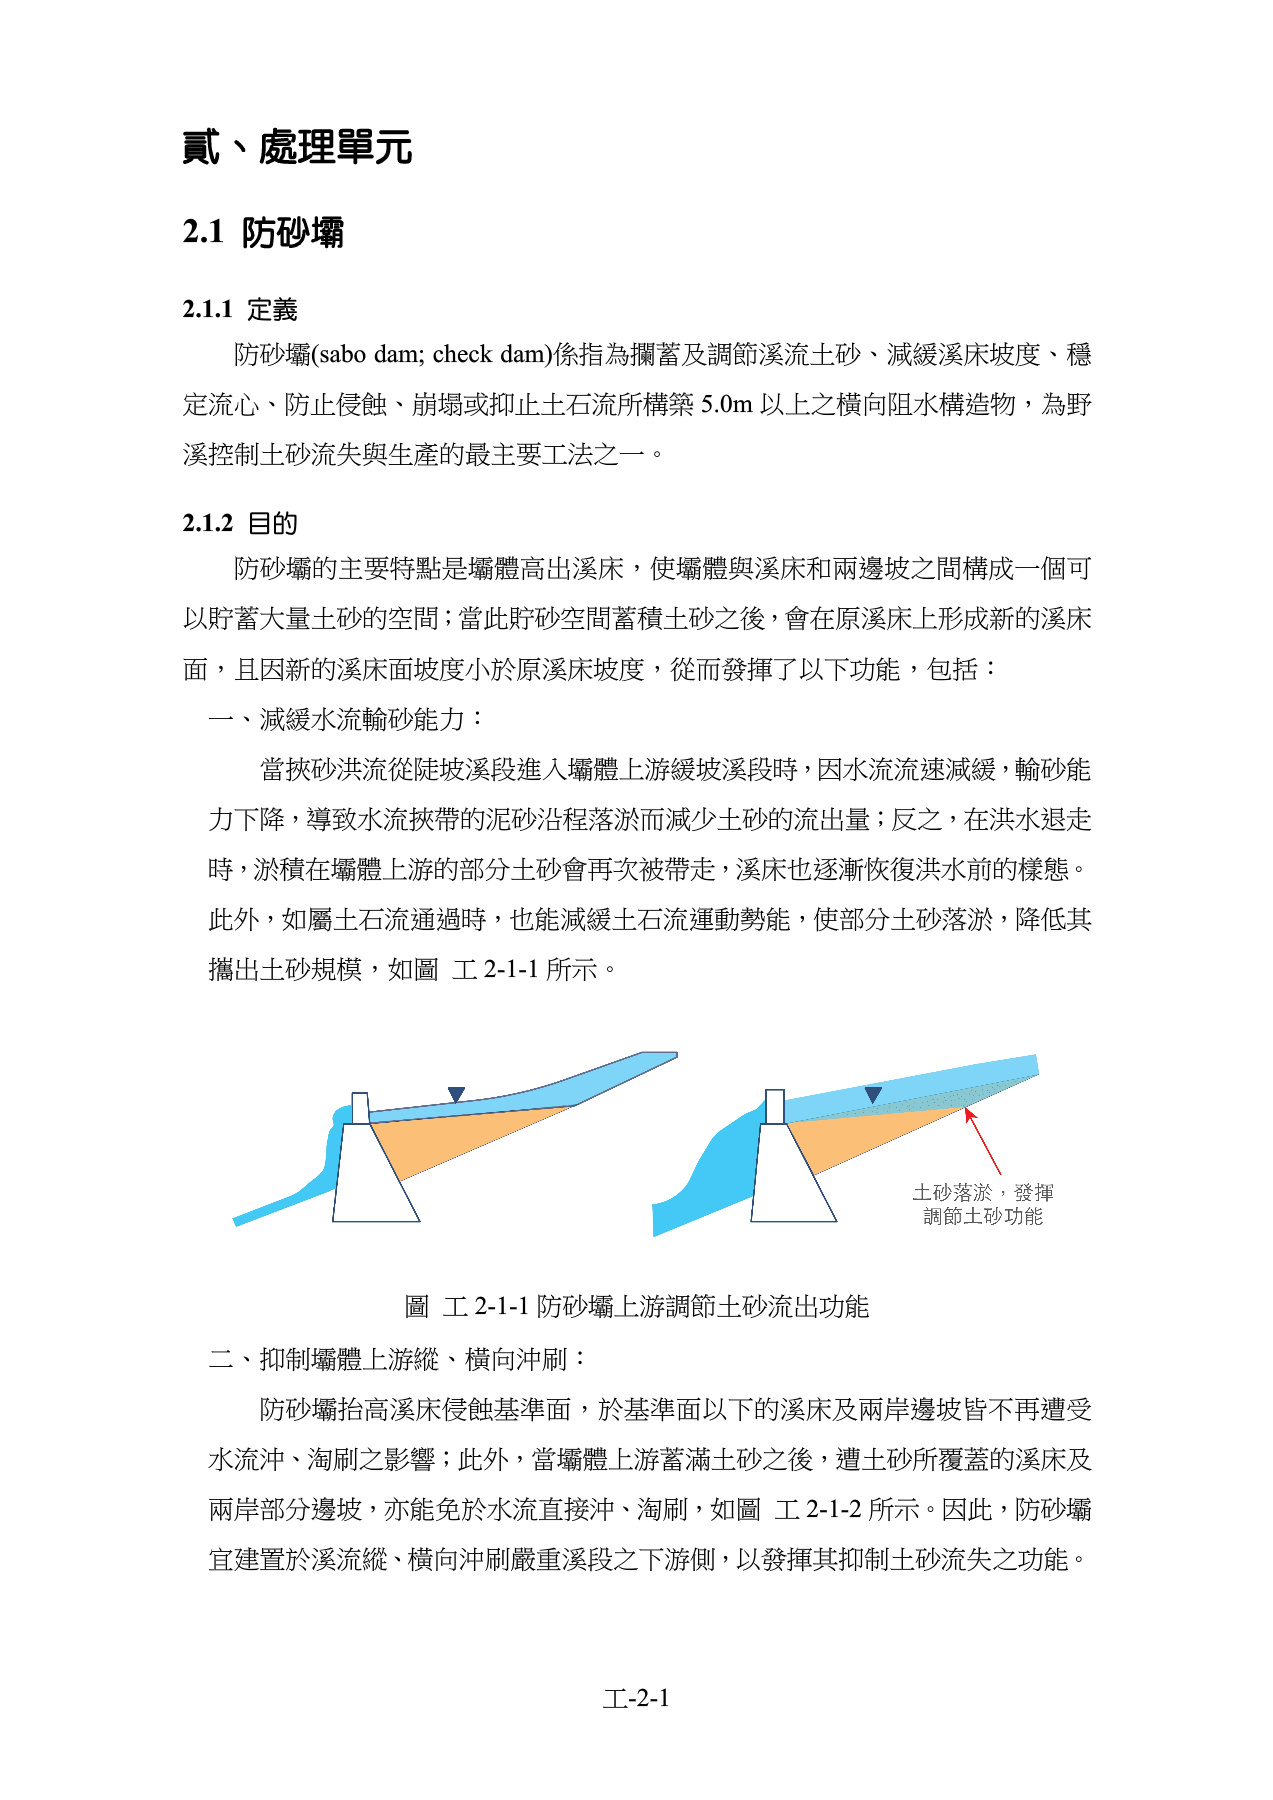 貳、處理單元
2.1 防砂壩
2.1.1 定義
防砂壩(sabo dam; check dam)係指為攔蓄及調節溪流土砂、減緩溪床坡度、穩
定流心、防止侵蝕、崩塌或抑止土石流所構築 5.0m 以上之橫向阻水構造物，為野
溪控制土砂流失與生產的最主要工法之一。
2.1.2 目的
防砂壩的主要特點是壩體高出溪床，使壩體與溪床和兩邊坡之間構成一個可
以貯蓄大量土砂的空間；當此貯砂空間蓄積土砂之後，會在原溪床上形成新的溪床
面，且因新的溪床面坡度小於原溪床坡度，從而發揮了以下功能，包括：
一、減緩水流輸砂能力：
當挾砂洪流從陡坡溪段進入壩體上游緩坡溪段時，因水流流速減緩，輸砂能
力下降，導致水流挾帶的泥砂沿程落淤而減少土砂的流出量；反之，在洪水退走
時，淤積在壩體上游的部分土砂會再次被帶走，溪床也逐漸恢復洪水前的樣態。
此外，如屬土石流通過時，也能減緩土石流運動勢能，使部分土砂落淤，降低其
攜出土砂規模，如圖 工 2-1-1 所示。
土砂落淤，發揮
調節土砂功能
圖 工 2-1-1 防砂壩上游調節土砂流出功能
二、抑制壩體上游縱、橫向沖刷：
防砂壩抬高溪床侵蝕基準面，於基準面以下的溪床及兩岸邊坡皆不再遭受
水流沖、淘刷之影響；此外，當壩體上游蓄滿土砂之後，遭土砂所覆蓋的溪床及
兩岸部分邊坡，亦能免於水流直接沖、淘刷，如圖 工 2-1-2 所示。因此，防砂壩
宜建置於溪流縱、橫向沖刷嚴重溪段之下游側，以發揮其抑制土砂流失之功能。
工-2-1